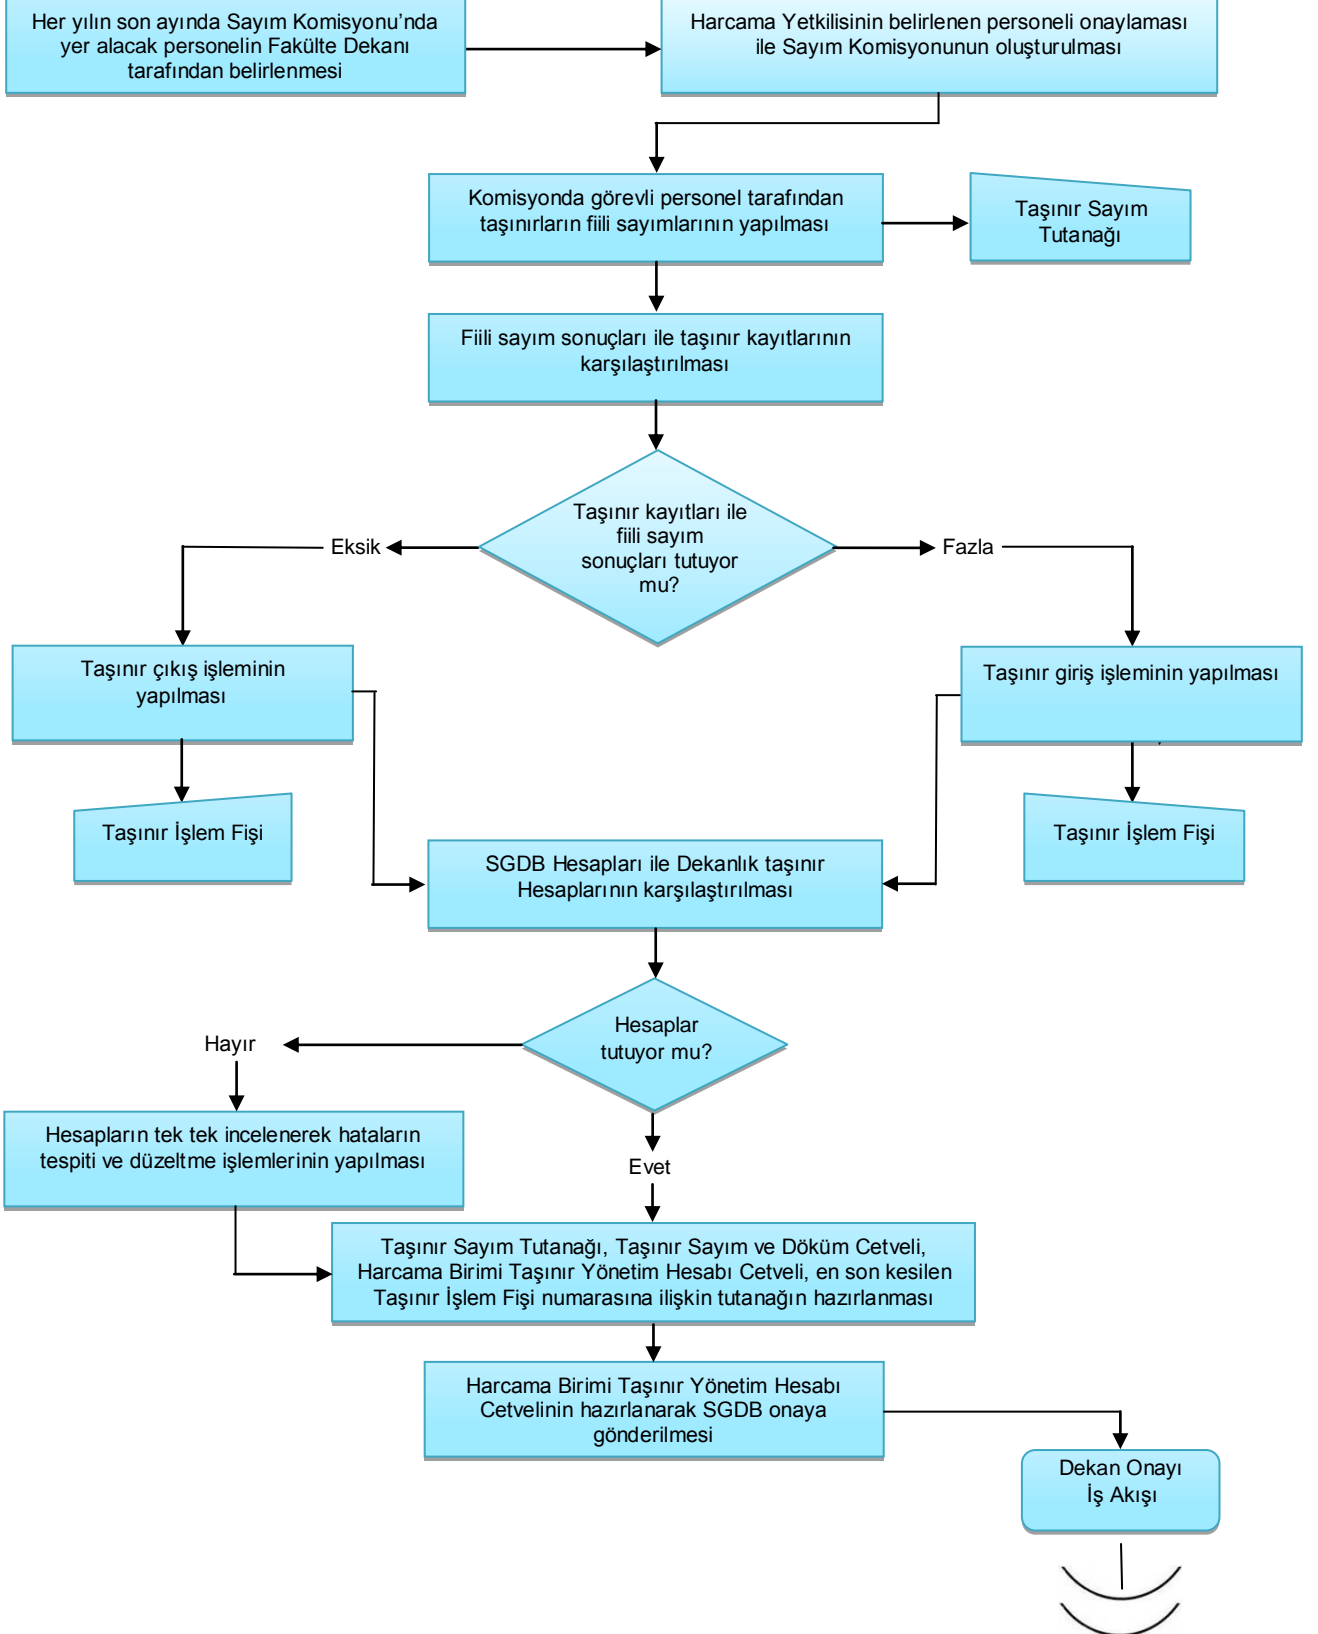 Her yılın son ayında Sayım Komisyonu’nda
yer alacak personelin Fakülte Dekanı
tarafından belirlenmesi
Harcama Yetkilisinin belirlenen personeli onaylaması
ile Sayım Komisyonunun oluşturulması
Komisyonda görevli personel tarafından
taşınırların fiili sayımlarının yapılması
Taşınır Sayım
Tutanağı
Fiili sayım sonuçları ile taşınır kayıtlarının
karşılaştırılması
Taşınır kayıtları ile
fiili sayım
sonuçları tutuyor
mu?
Eksik
Fazla
Taşınır çıkış işleminin
yapılması
Taşınır giriş işleminin yapılması
Taşınır İşlem Fişi
Taşınır İşlem Fişi
SGDB Hesapları ile Dekanlık taşınır
Hesaplarının karşılaştırılması
Hesaplar
tutuyor mu?
Hayır
Hesapların tek tek incelenerek hataların
tespiti ve düzeltme işlemlerinin yapılması
Evet
Taşınır Sayım Tutanağı, Taşınır Sayım ve Döküm Cetveli,
Harcama Birimi Taşınır Yönetim Hesabı Cetveli, en son kesilen
Taşınır İşlem Fişi numarasına ilişkin tutanağın hazırlanması
Harcama Birimi Taşınır Yönetim Hesabı
Cetvelinin hazırlanarak SGDB onaya
gönderilmesi
Dekan Onayı
İş Akışı